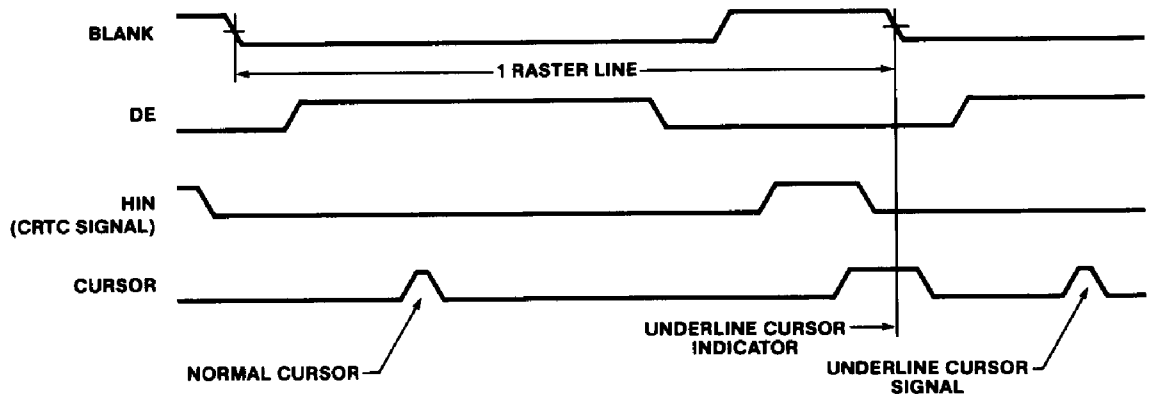 BLANK
1 RASTER LINE
DE
HIN
(CRTC SIGNAL)
CURSOR
NORMAL CURSOR
UNDERLINE CURSOR
INDICATOR
UNDERLINE CURSOR
SIGNAL